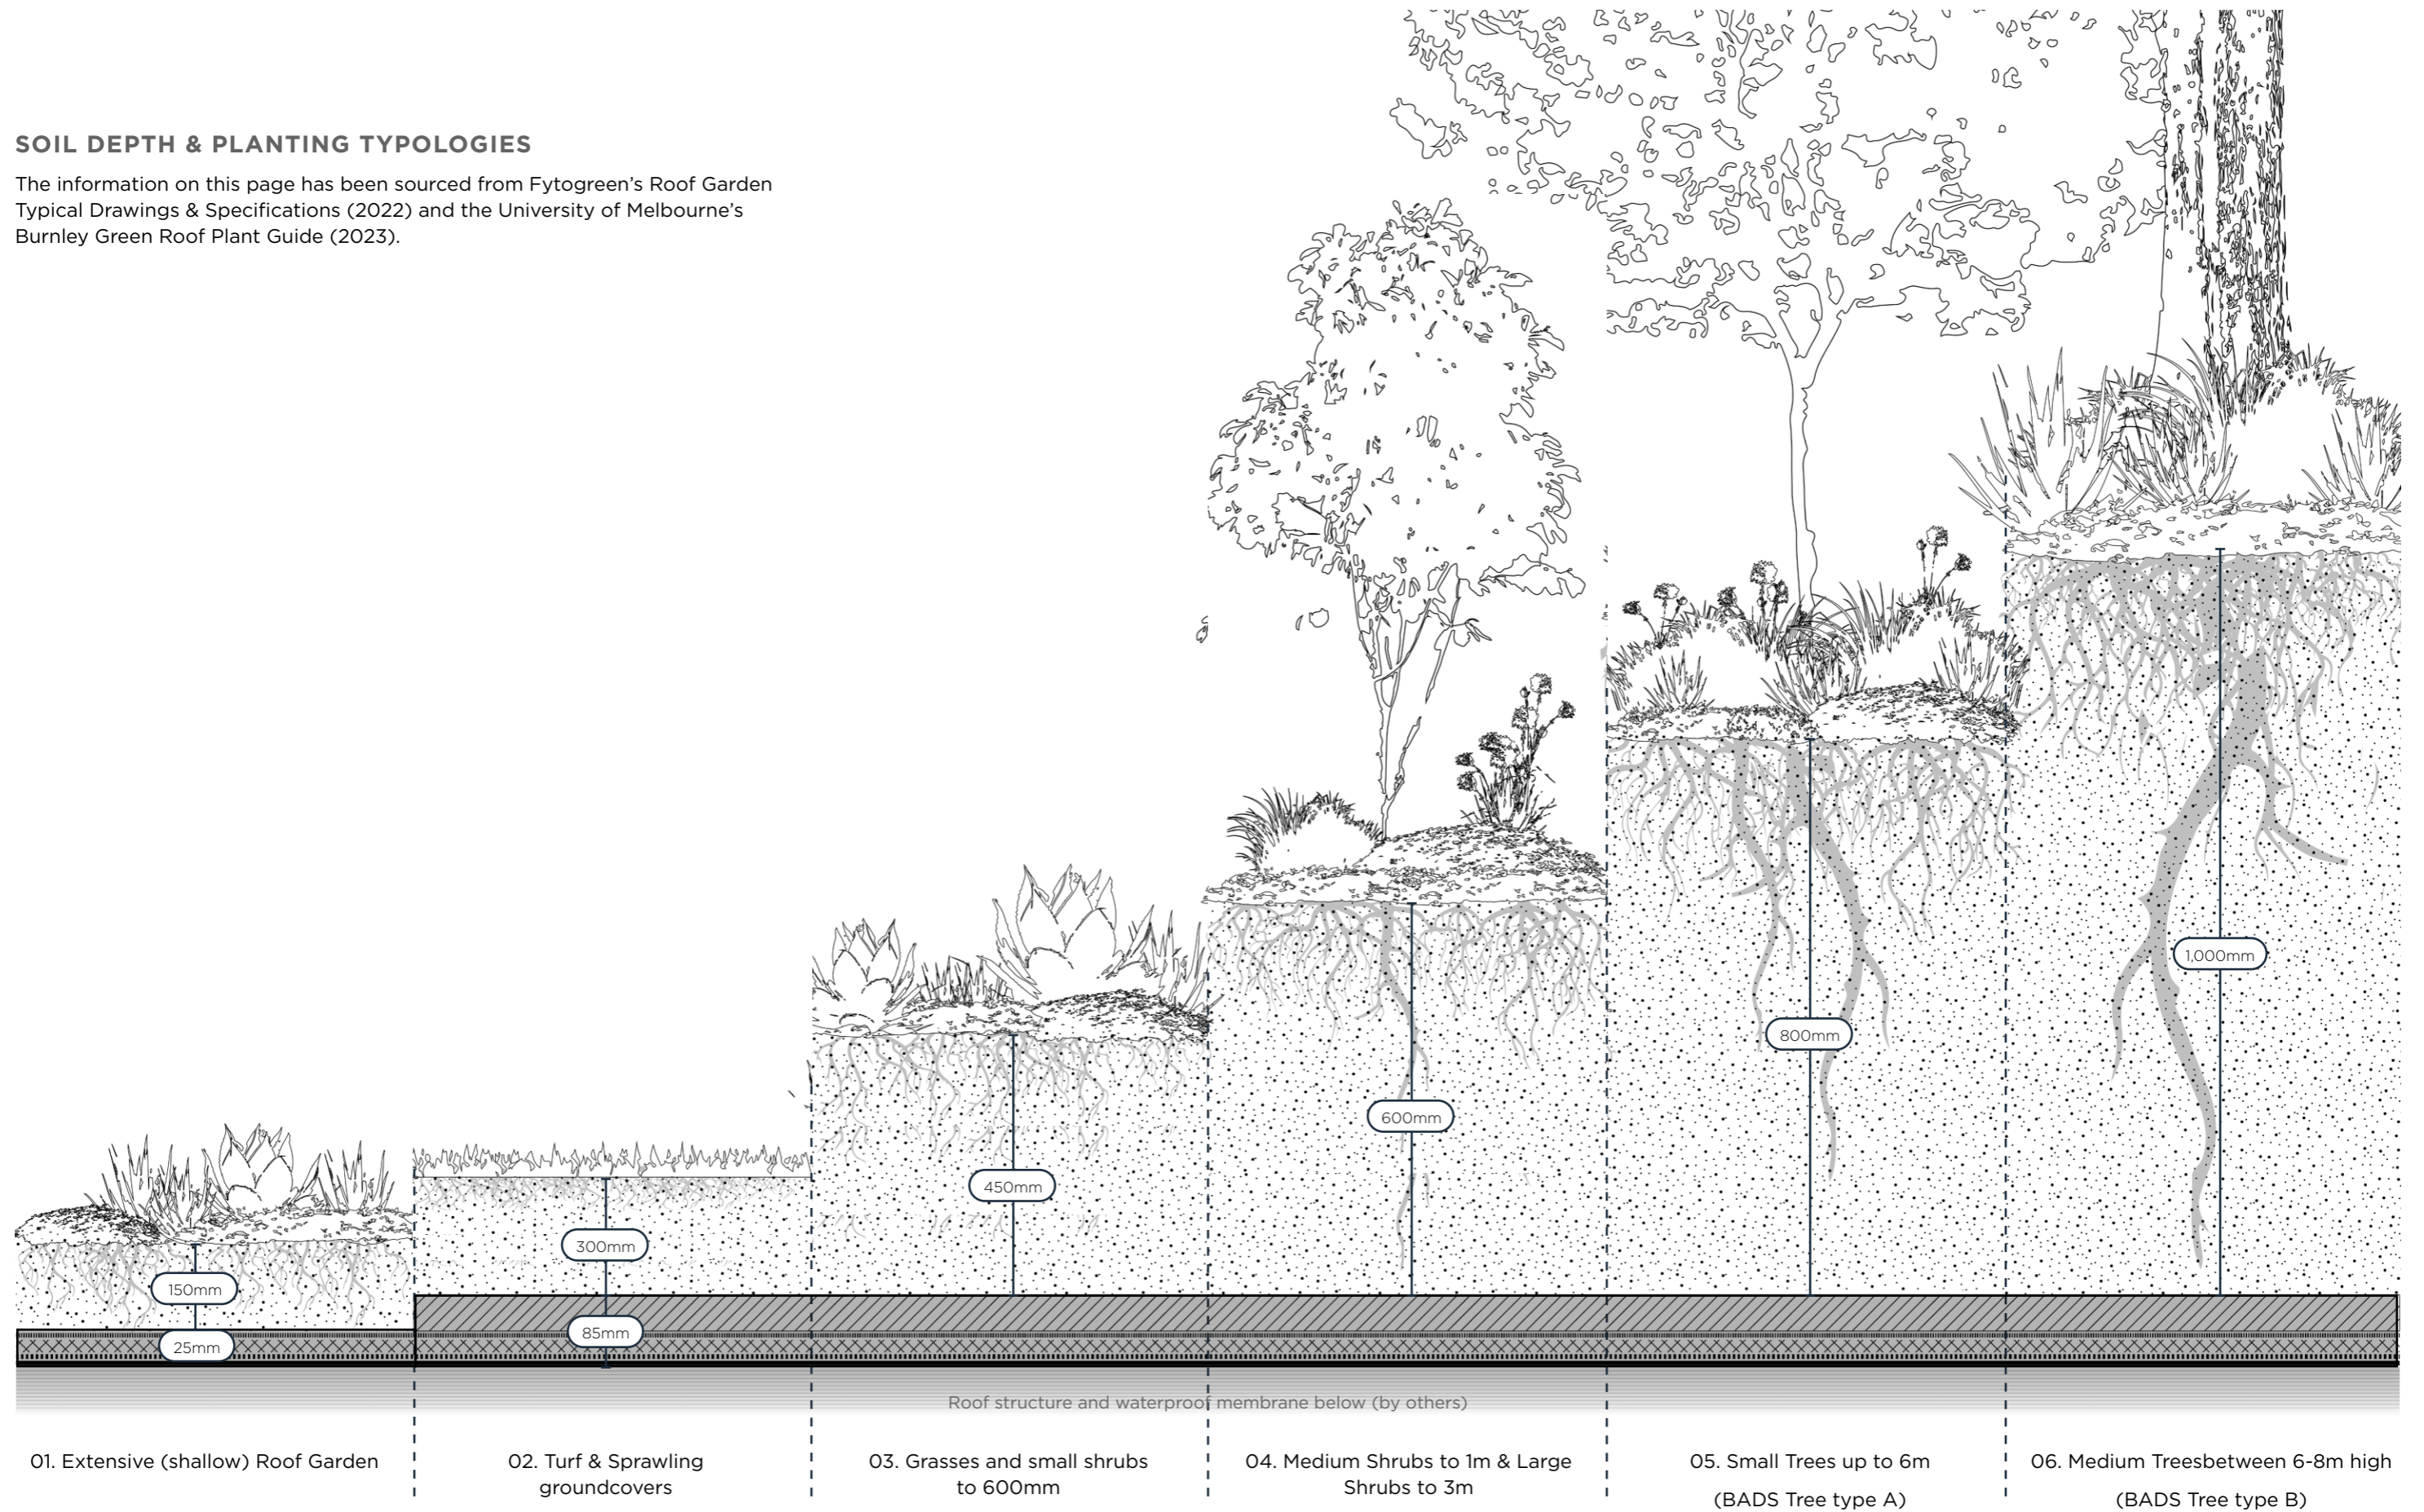 SOIL DEPTH & PLANTING TYPOLOGIES
The information on this page has been sourced from Fytogreen’s Roof Garden
Typical Drawings & Specifications (2022) and the University of Melbourne’s
Burnley Green Roof Plant Guide (2023).
150mm
25mm
300mm
85mm
450mm
600mm
800mm
1,000mm
Roof structure and waterproof membrane below (by others)
01. Extensive (shallow) Roof Garden
02. Turf & Sprawling
groundcovers
03. Grasses and small shrubs
to 600mm
04. Medium Shrubs to 1m & Large
Shrubs to 3m
05. Small Trees up to 6m
(BADS Tree type A)
06. Medium Treesbetween 6-8m high
(BADS Tree type B)